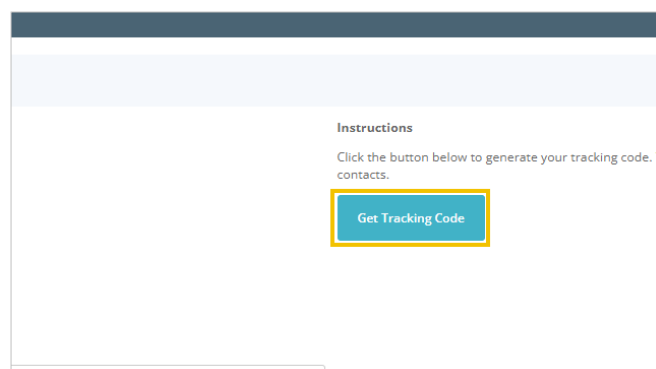 Instructions
Click the button below to generate your tracking code.
contacts.
Get Tracking Code